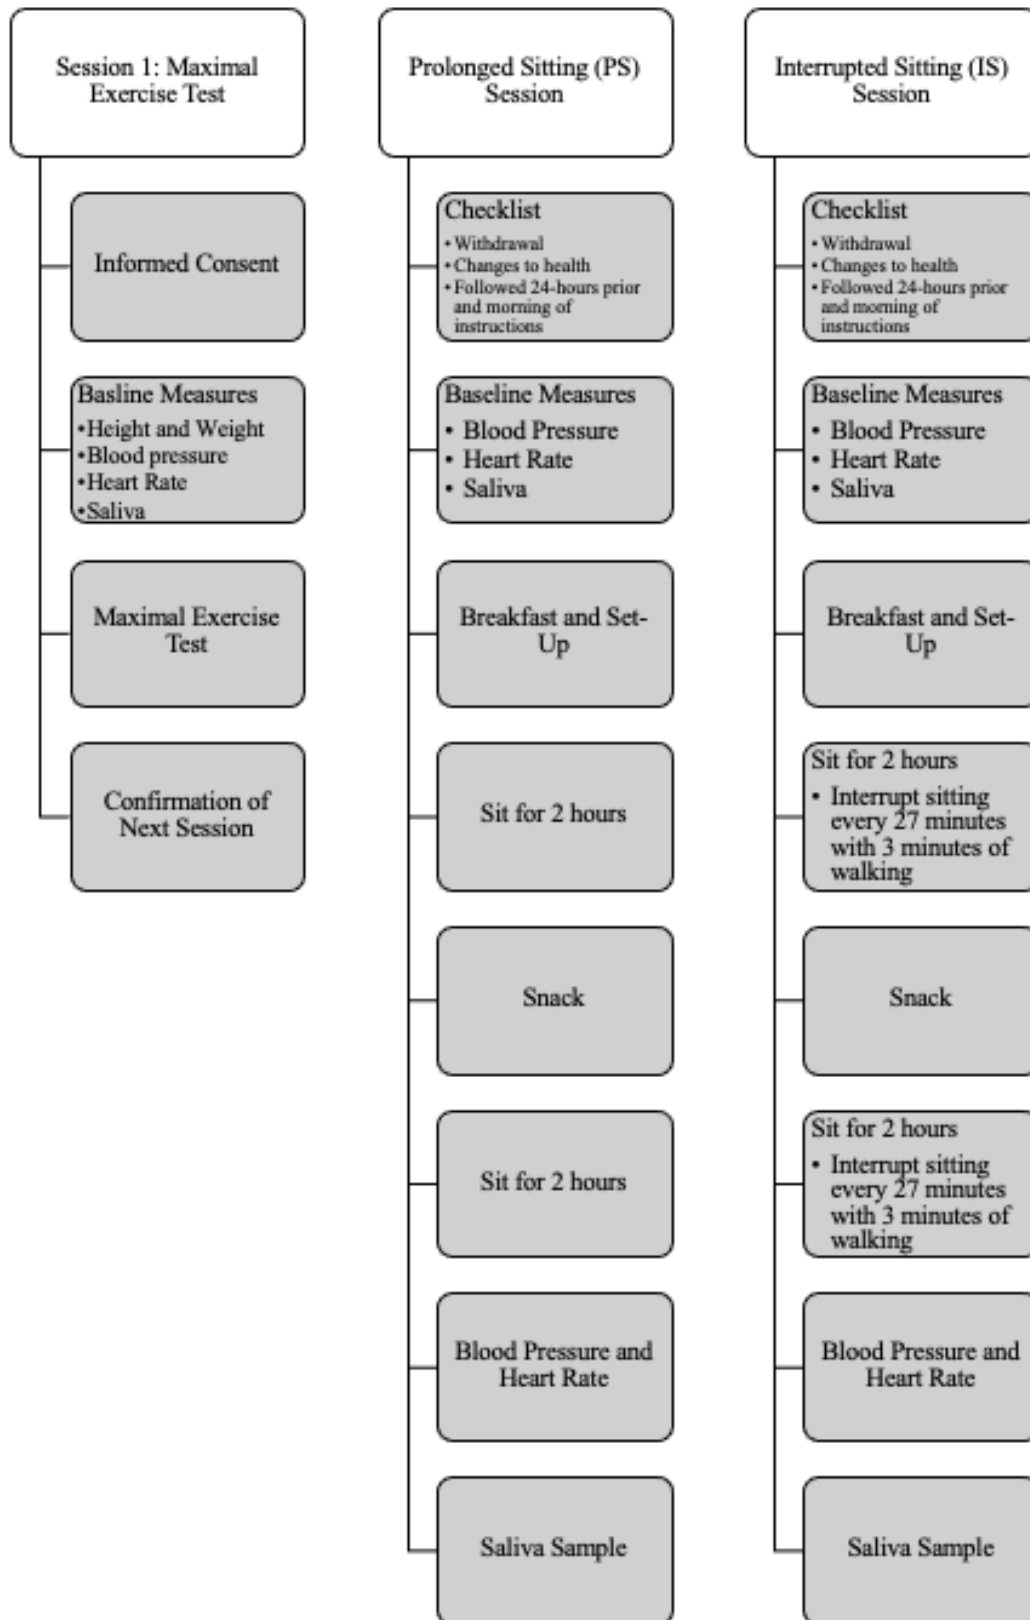 Session 1: Maximal
Exercise Test
Informed Consent
Basline Measures
•Height and Weight
•Blood pressure
•Heart Rate
•Saliva
Maximal Exercise
Test
Confirmation of
Next Session
Prolonged Sitting (PS)
Session
Checklist
• Withdrawal
• Changes to health
• Followed 24-hours prior
and morning of
instructions
Baseline Measures
• Blood Pressure
• Heart Rate
• Saliva
Breakfast and Set-
Up
Sit for 2 hours
Snack
Sit for 2 hours
Blood Pressure and
Heart Rate
Saliva Sample
Interrupted Sitting (IS)
Session
Checklist
• Withdrawal
• Changes to health
• Followed 24-hours prior
and morning of
instructions
Baseline Measures
• Blood Pressure
• Heart Rate
• Saliva
Breakfast and Set-
Up
Sit for 2 hours
• Interrupt sitting
every 27 minutes
with 3 minutes of
walking
Snack
Sit for 2 hours
• Interrupt sitting
every 27 minutes
with 3 minutes of
walking
Blood Pressure and
Heart Rate
Saliva Sample